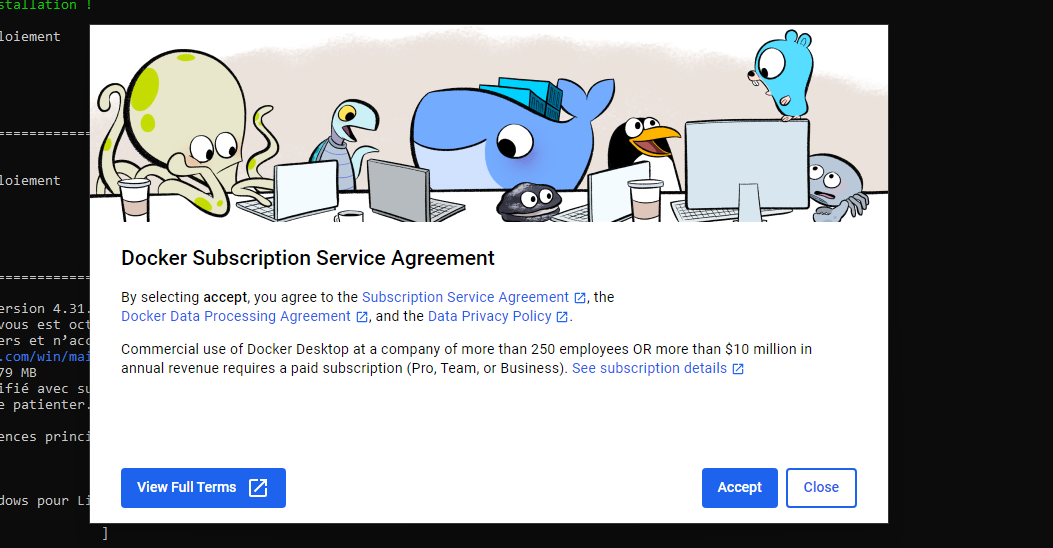 stallation !
loiement
==============
loiement
==============
ersion 4.31.
vous est oct
ers et n’acc
.com/win/mai
79 MB
ifié avec su
e patienter.
ences princi
dows pour Li
]
Docker Subscription Service Agreement
By selecting accept, you agree to the Subscription Service Agreement, the
Docker Data Processing Agreement, and the Data Privacy Policy.
Commercial use of Docker Desktop at a company of more than 250 employees OR more than $10 million in
annual revenue requires a paid subscription (Pro, Team, or Business). See subscription details
View Full Terms
Accept
Close